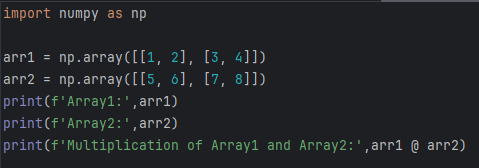 import numpy as np
arr1 = np.array([[1, 2], [3, 4]])
arr2 = np.array([[5, 6], [7, 8]])
print(f'Array1:',arr1)
print(f'Array2:',arr2)
print(f'Multiplication of Array1 and Array2:',arr1 @ arr2)